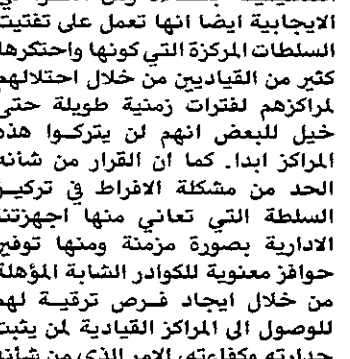 الايجابية ايضا انها تعمل على تفتيت
السلطات المركزة التي كونها واحتكرها
كثير من القياديين من خلال احتلالهم
لمراكزهم لفترات زمنية طويلة حتى
خيل للبعض انهم لن يتركوا هذه
المراكز ابدا. كما ان القرار من شأنه
الحد من مشكلة الافراط في تركيز
السلطة التي تعاني منها اجهزتنا
الادارية بصورة مزمنة ومنها توفير
حوافز معنوية للكوادر الشابة المؤهلة
من خلال ايجاد فرص ترقية لهم
للوصول الى المراكز القيادية لمن يثبت
جدارته وكفاءته، الامر الذي من شأنه